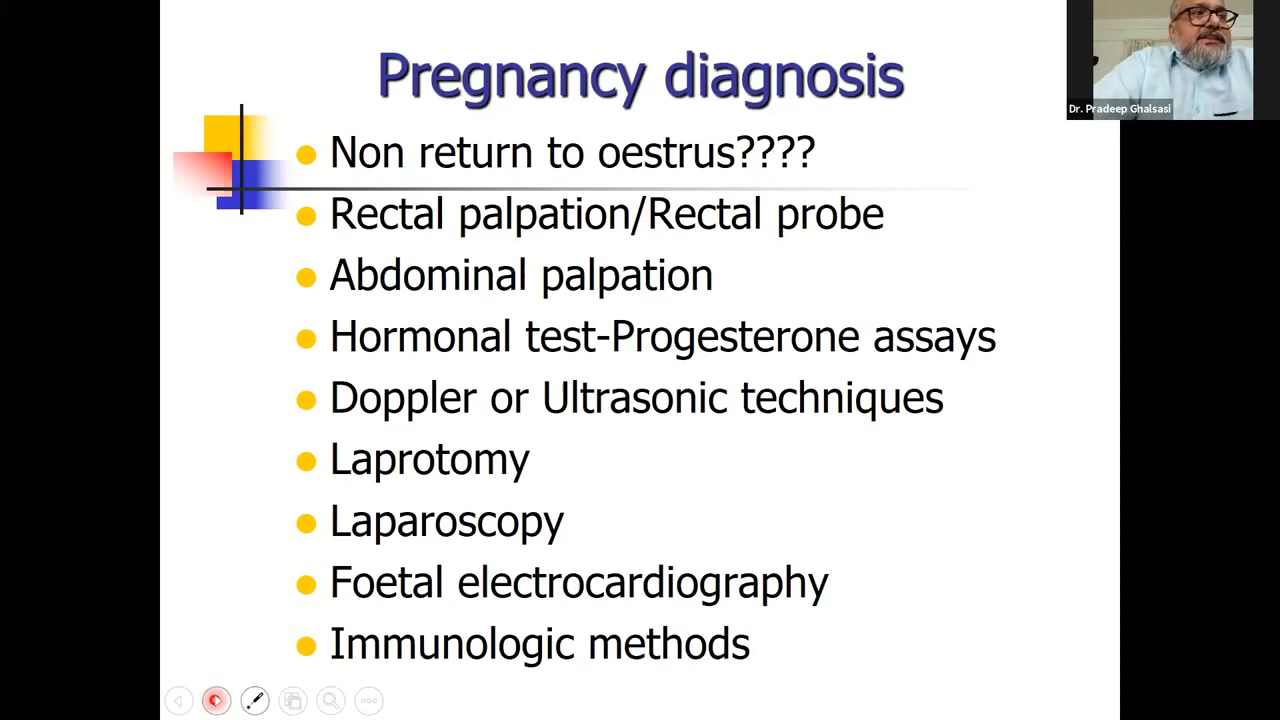 Pregnancy diagnosis
Dr. Pradeep Ghalsasi
Non return to oestrus????
Rectal palpation/Rectal probe
Abdominal palpation
Hormonal test-Progesterone assays
Doppler or Ultrasonic techniques
Laprotomy
Laparoscopy
Foetal electrocardiography
Immunologic methods